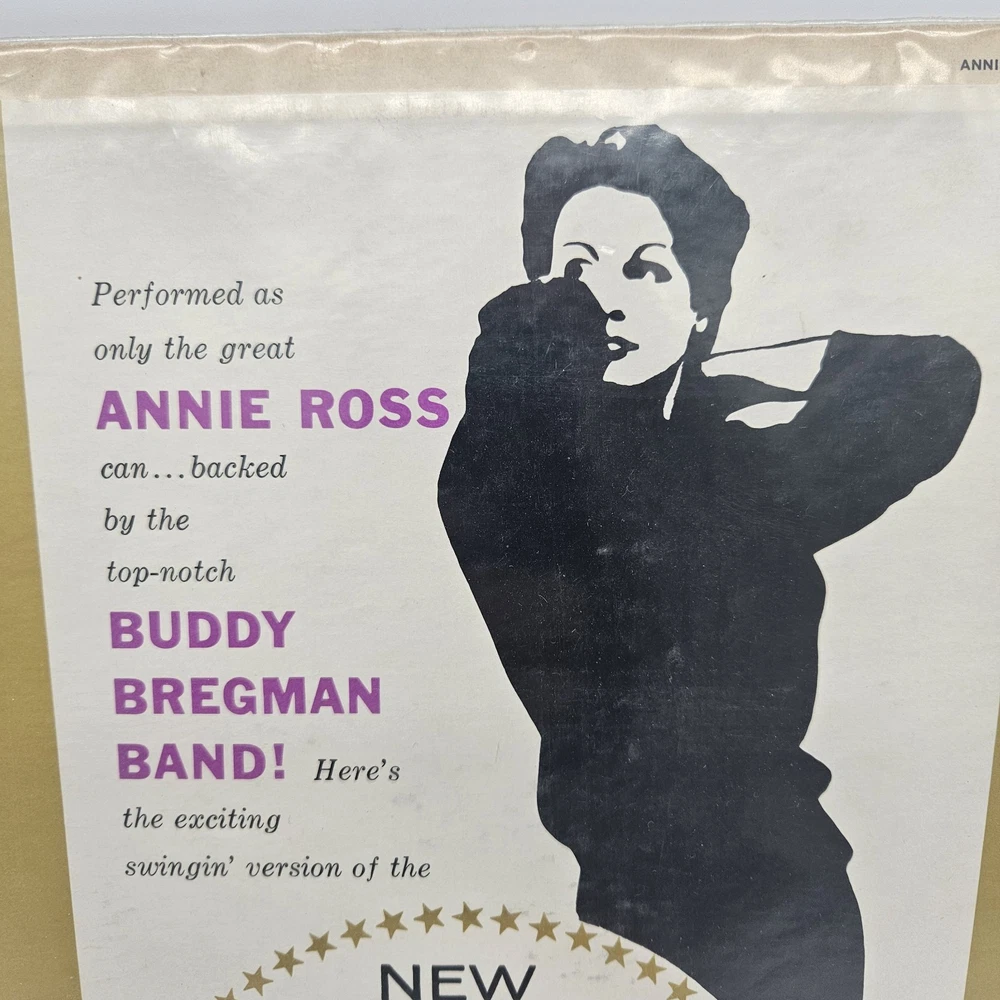 ANNI
Performed as
only the great
ANNIE ROSS
can...backed
by the
top-notch
BUDDY
BREGMAN
BAND! Here's
the exciting
swingin' version of the
NEW